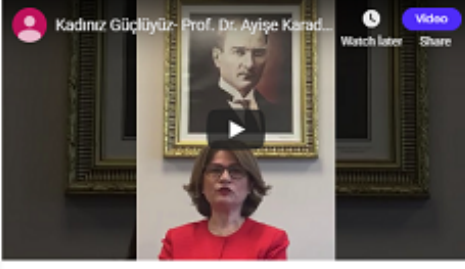 Kadınız Güçlüyüz- Prof. Dr. Ayişe Karad...
Watch later
Video
Share